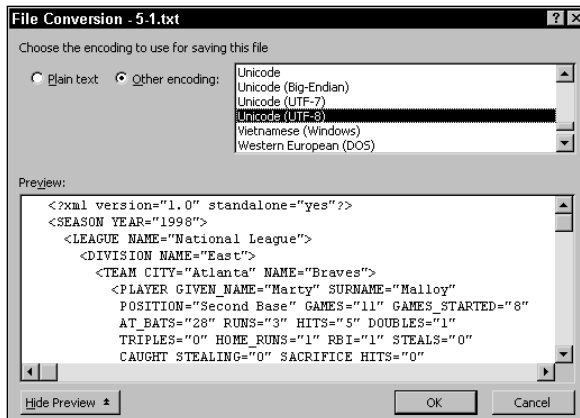 File Conversion - 5-1.txt
Choose the encoding to use for saving this file
Plain text Other encoding:
Unicode
Unicode (Big-Endian)
Unicode (UTF-7)
Unicode (UTF-8)
Vietnamese (Windows)
Western European (DOS)
Preview:
<?xml version="1.0" standalone="yes"?>
<SEASON YEAR="1998">
<LEAGUE NAME="National League">
<DIVISION NAME="East">
<TEAM CITY="Atlanta" NAME="Braves">
<PLAYER GIVEN_NAME="Marty" SURNAME="Malloy"
POSITION="Second Base" GAMES="11" GAMES_STARTED="8"
AT_BATS="28" RUNS="3" HITS="5" DOUBLES="1"
TRIPLES="0" HOME_RUNS="1" RBI="1" STEALS="0"
CAUGHT STEALING="0" SACRIFICE HITS="0"
Hide Preview
OK
Cancel